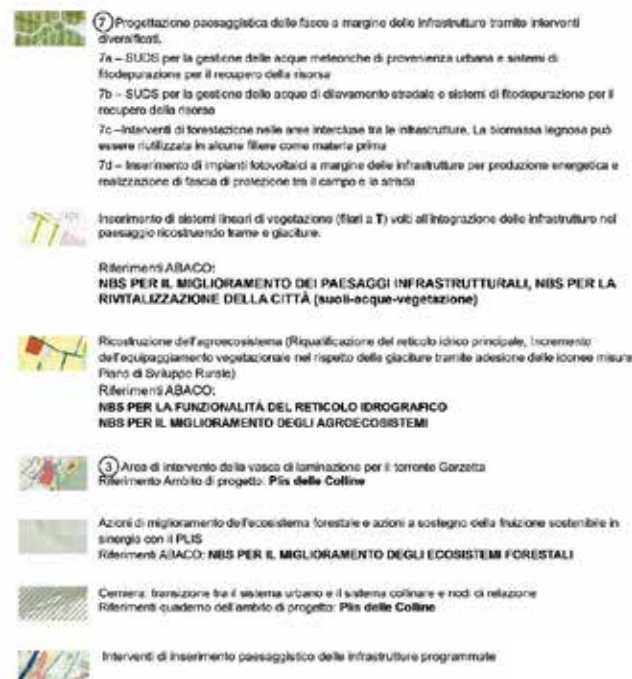 7 Progettazione paesaggistica delle fasce a margine delle infrastrutture tramite interventi
diversificati.
7a – SUDS per la gestione delle acque meteoriche di provenienza urbana e sistemi di
fitodepurazione per il recupero della risorsa
7b – SUDS per la gestione delle acque di dilavamento stradale e sistemi di fitodepurazione per il
recupero della risorsa
7c –Interventi di forestazione nelle aree intercluse tra le infrastrutture. La biomassa legnosa può
essere riutilizzata in alcune filiere come materia prima
7d – Inserimento di impianti fotovoltaici a margine delle infrastrutture per produzione energetica e
realizzazione di fascia di protezione tra il campo e la strada
Inserimento di sistemi lineari di vegetazione (filari a T) volti all'integrazione delle infrastrutture nel
paesaggio ricostruendo trame e giaciture.
Riferimenti ABACO:
NBS PER IL MIGLIORAMENTO DEI PAESAGGI INFRASTRUTTURALI, NBS PER LA
RIVITALIZZAZIONE DELLA CITTÀ (suoli-acque-vegetazione)
Ricostruzione dell'agroecosistema (Riqualificazione del reticolo idrico principale, Incremento
dell'equipaggiamento vegetazionale nel rispetto delle giaciture tramite adesione delle idonee misure
Piano di Sviluppo Rurale)
Riferimenti ABACO:
NBS PER LA FUNZIONALITÀ DEL RETICOLO IDROGRAFICO
NBS PER IL MIGLIORAMENTO DEGLI AGROECOSISTEMI
3 Area di intervento della vasca di laminazione per il torrente Garzetta
Riferimento Ambito di progetto: Plis delle Colline
Azioni di miglioramento dell'ecosistema forestale e azioni a sostegno della fruizione sostenibile in
sinergia con il PLIS
Riferimenti ABACO: NBS PER IL MIGLIORAMENTO DEGLI ECOSISTEMI FORESTALI
Cerniera: transizione fra il sistema urbano e il sistema collinare e nodi di relazione
Riferimenti quaderno dell'ambito di progetto: Plis delle Colline
Interventi di inserimento paesaggistico delle infrastrutture programmate